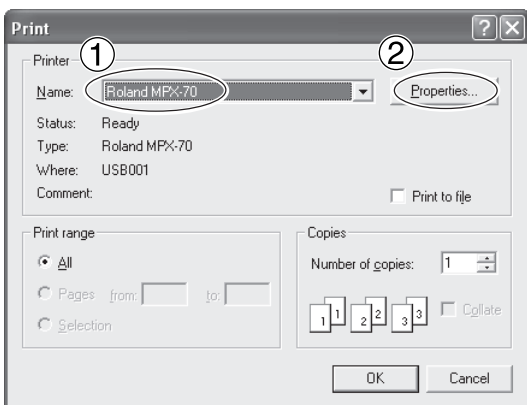 Print
?
X
Printer
1
2
Name: Roland MPX-70 Properties...
Status: Ready
Type: Roland MPX-70
Where: USB001
Comment: Print to file
Print range
All
Pages from: to:
Selection
Copies
Number of copies: 1
1 1 2 2 3 3 Collate
OK Cancel